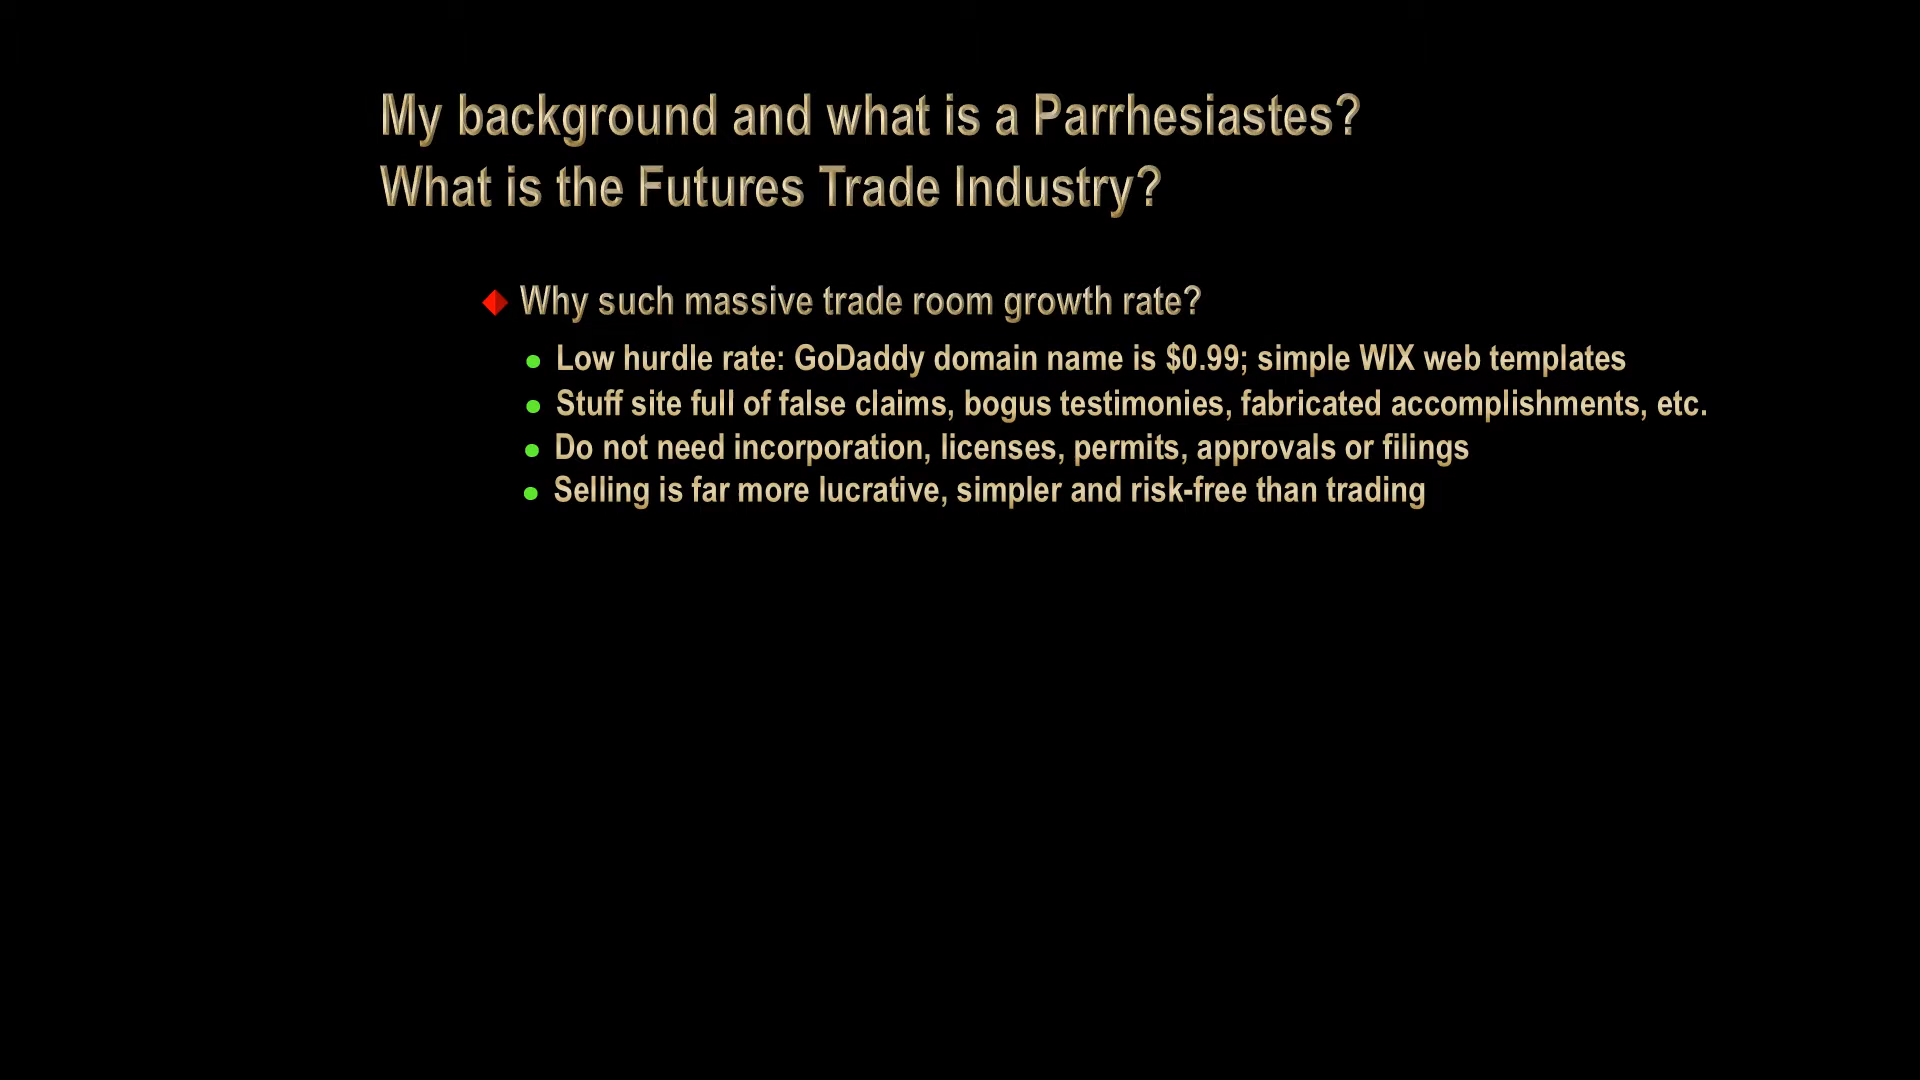 My background and what is a Parrhesiastes?
What is the Futures Trade Industry?
Why such massive trade room growth rate?
Low hurdle rate: GoDaddy domain name is $0.99; simple WIX web templates
Stuff site full of false claims, bogus testimonies, fabricated accomplishments, etc.
Do not need incorporation, licenses, permits, approvals or filings
Selling is far more lucrative, simpler and risk-free than trading